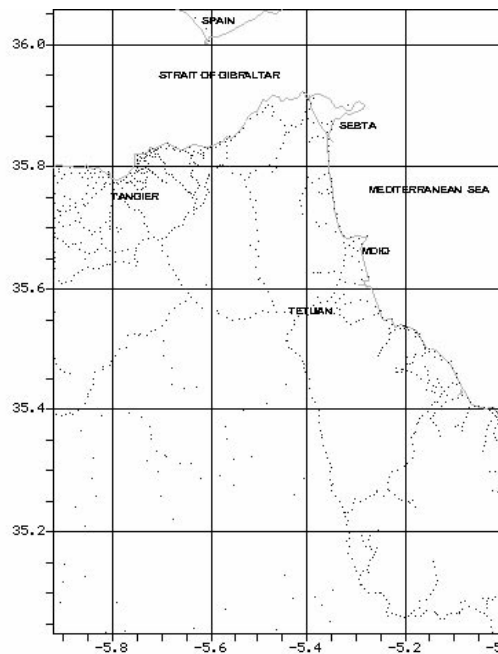 SPAIN
36.0
STRAIT OF GIBRALTAR
SEBTA
35.8
TANGIER
MEDITERRANEAN SEA
MDIQ
35.6
TETUAN
35.4
35.2
-5.8
-5.6
-5.4
-5.2